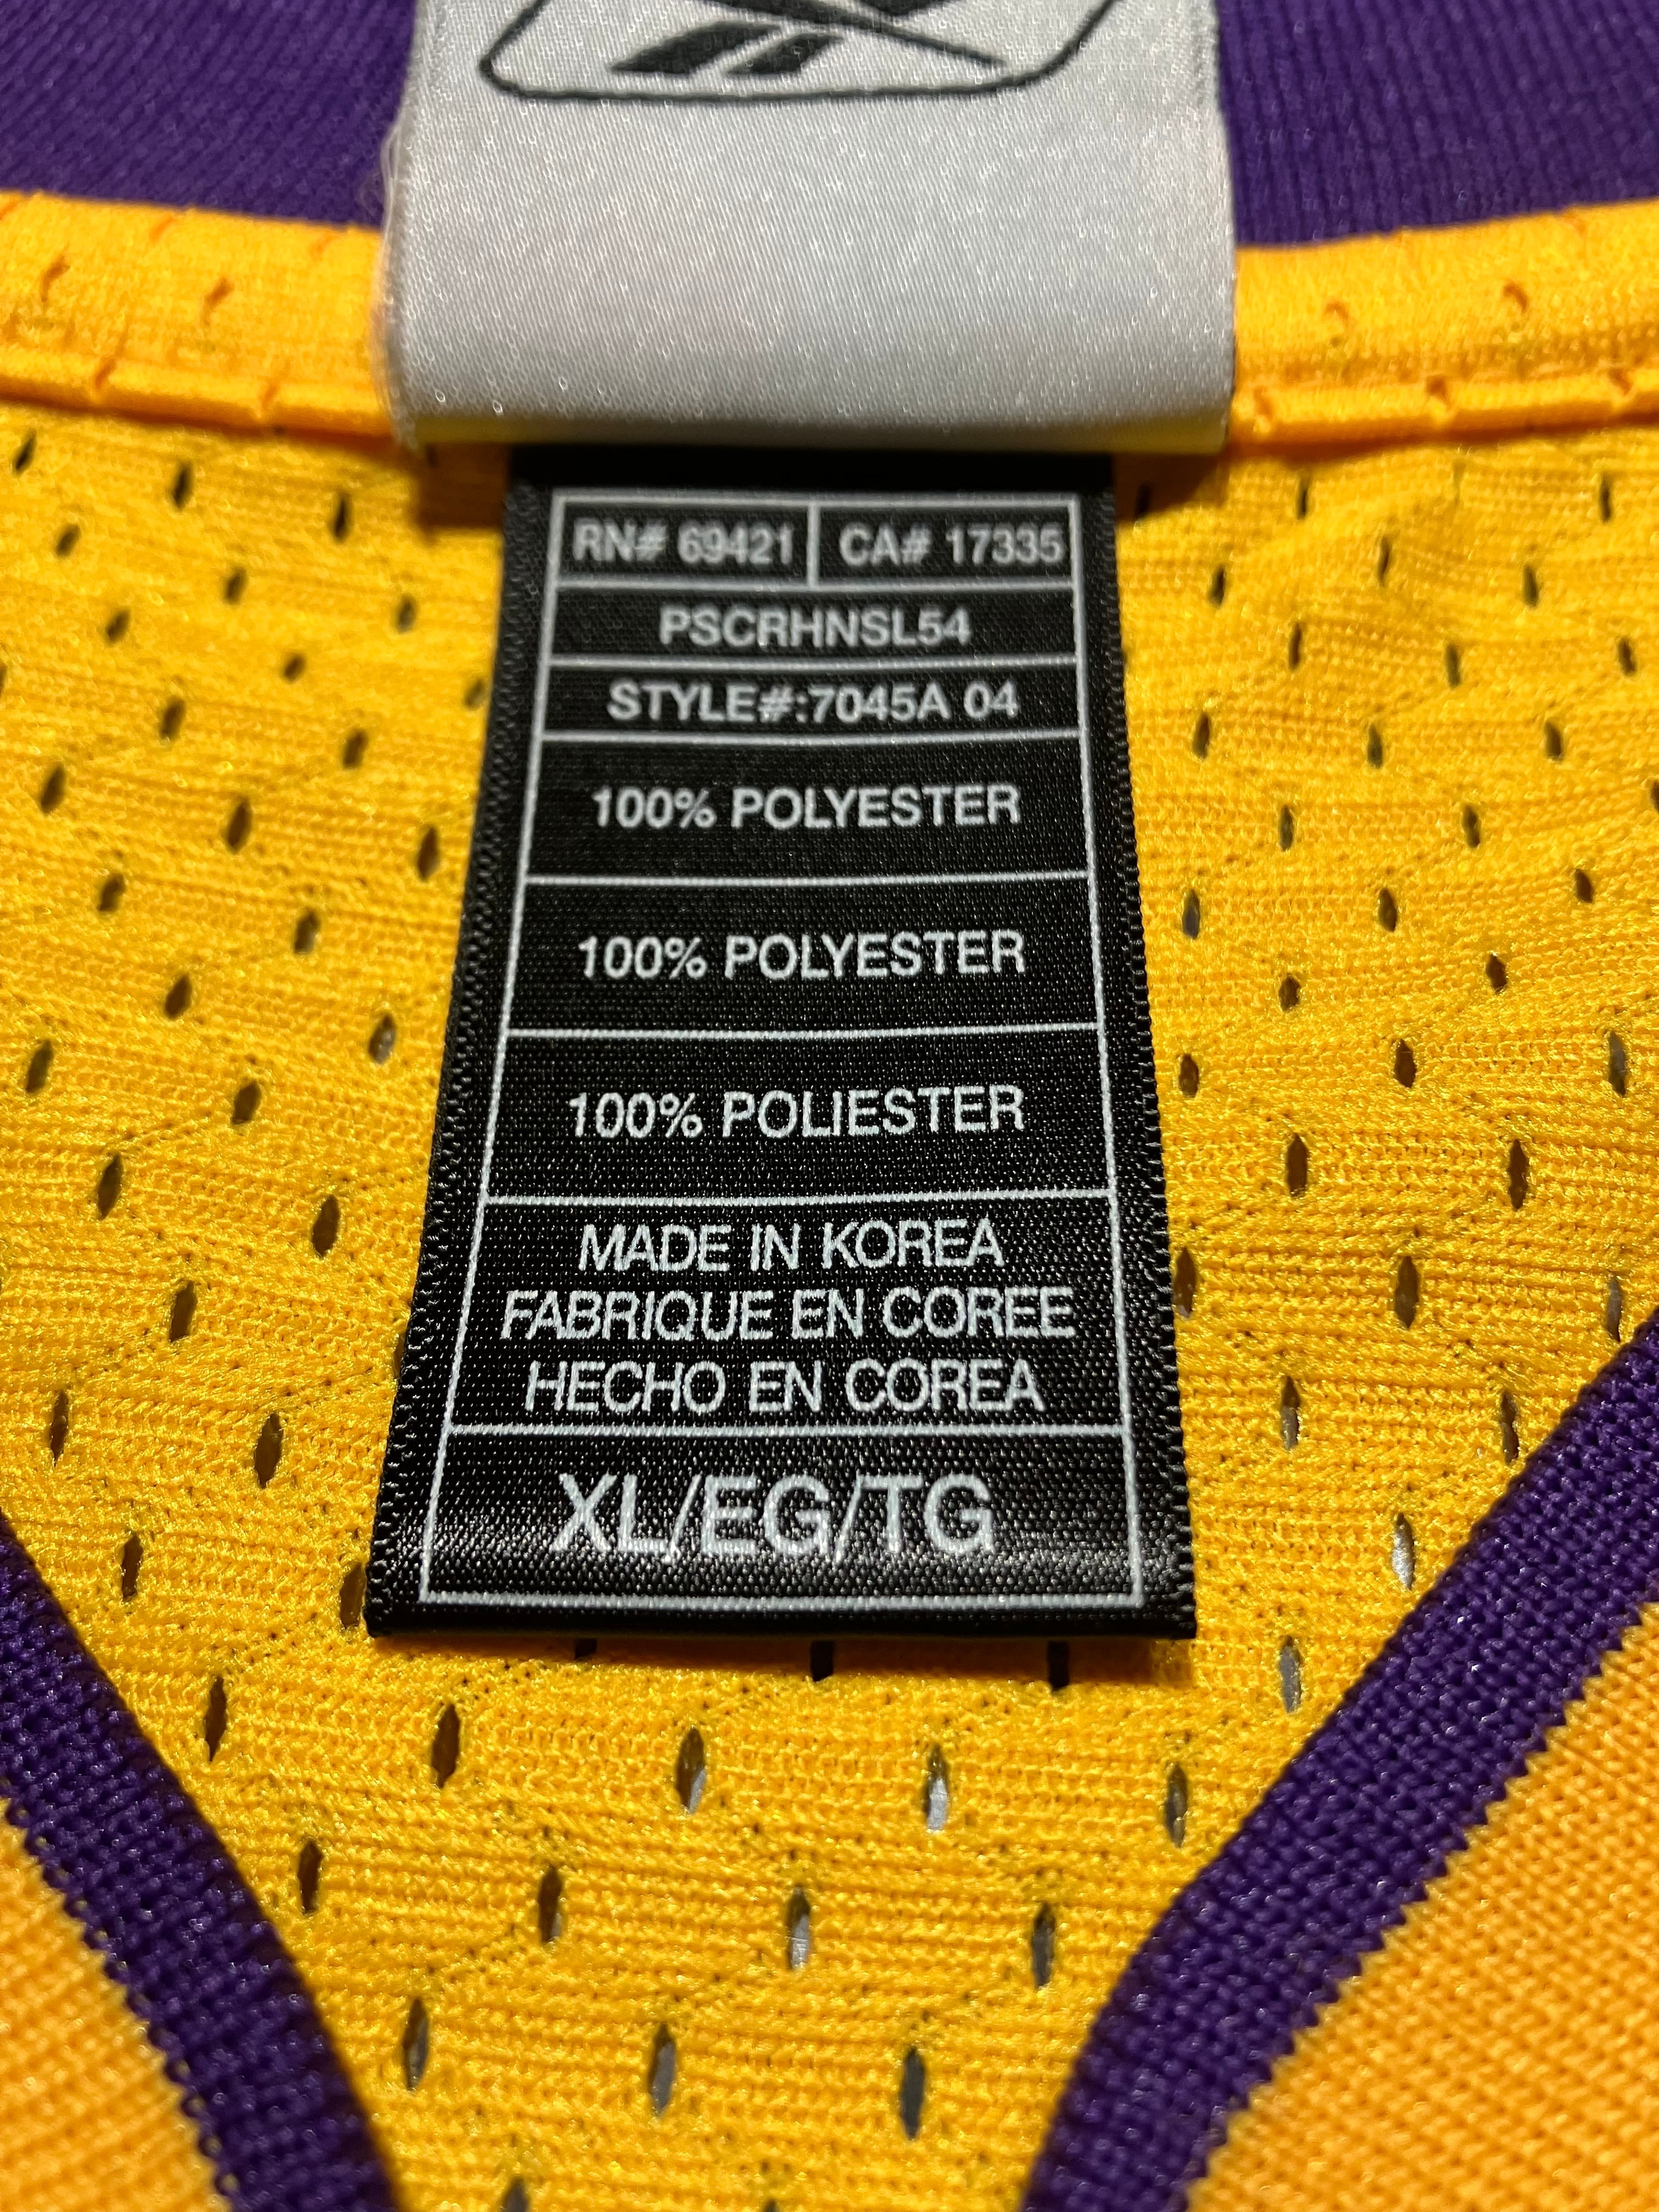 RN# 69421 CA# 17335
PSCRHNSL54
STYLE#:7045A 04
100% POLYESTER
100% POLYESTER
100% POLIESTER
MADE IN KOREA
FABRIQUE EN COREE
HECHO EN COREA
XL/EG/TG